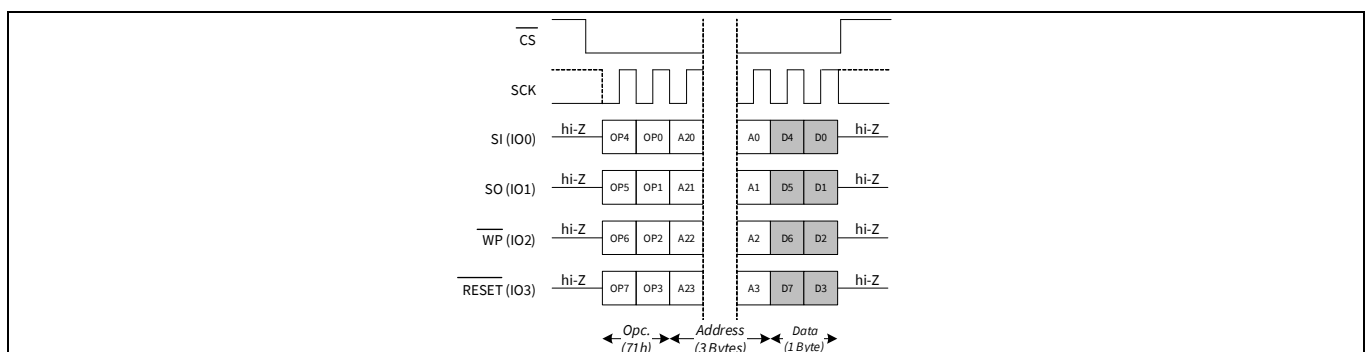 CS
SCK
SI (IO0) hi-Z OP4 OP0 A20 A0 D4 D0 hi-Z
SO (IO1) hi-Z OP5 OP1 A21 A1 D5 D1 hi-Z
WP (IO2) hi-Z OP6 OP2 A22 A2 D6 D2 hi-Z
RESET (IO3) hi-Z OP7 OP3 A23 A3 D7 D3 hi-Z
Opc. Address Data
(71h) (3 Bytes) (1 Byte)